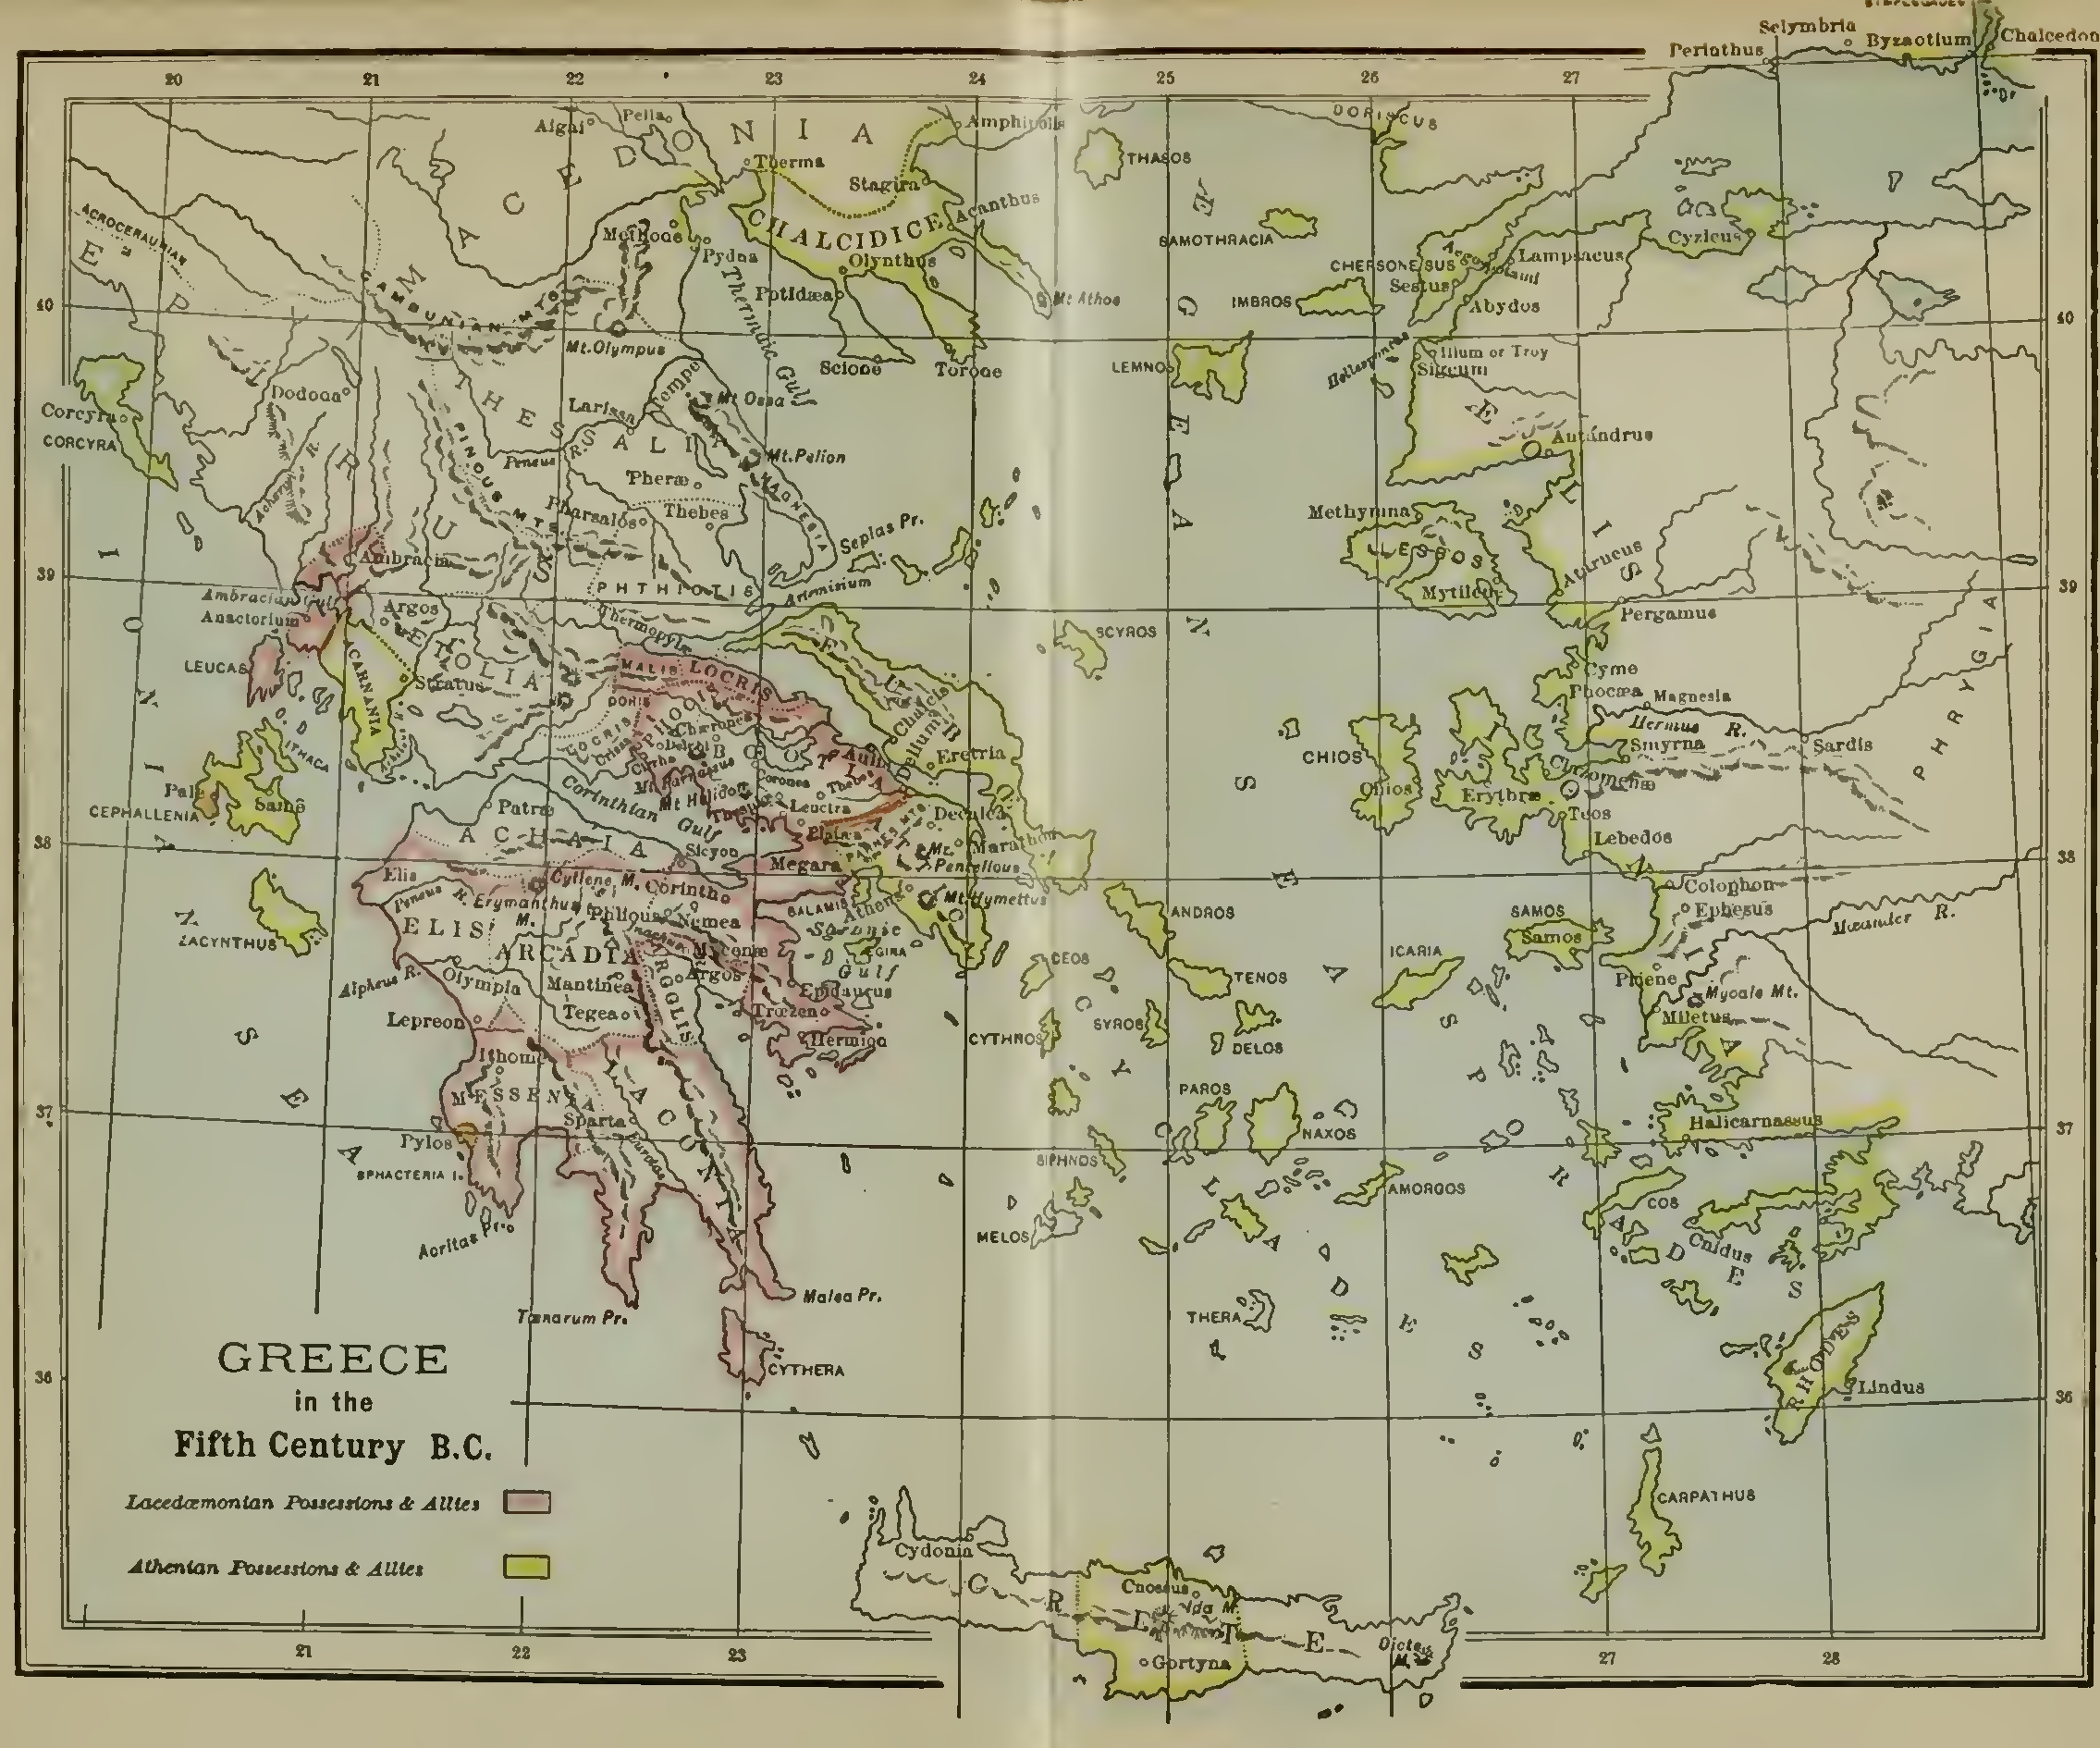 Selymbria
Perinthus
Byzantium
Chalcedon
20 21 22 23 24 25 26 27
Aigai
Pella
MACEDONIA
Amphipolis
DORISCUS
Therma
THASOS
Stagira
Acanthus
CHALCIDICE
Olynthus
Methone
Pydna
Thermaic Gulf
Potidæa
Mt Athos
Scione
Torone
SAMOTHRACIA
CHERSONESUS
Sestus
Lampsacus
Abydos
IMBROS
Cyzicus
ACROCERAUNIAN
EPIRUS
CAMBUNIAN MTS
Mt. Olympus
40
40
LEMNOS
Hellespontus
Ilium or Troy
Sigeum
ÆGEAN SEA
Dodona
Corcyra
CORCYRA
THESSALIA
Larissa
Tempe
Mt Ossa
Peneus R.
PINDUS MTS
Mt. Pelion
MAGNESIA
Pheræ
Thebes
Pharsalos
Sepias Pr.
Antandrus
Methymna
LESBOS
Mytilene
ÆOLIS
Atarneus
Pergamus
39
39
Ambracia
Ambracian Gulf
Anactorium
Argos
PHTHIOTIS
Artemisium
Thermopylæ
SCYROS
LEUCAS
ACARNANIA
Stratus
ÆTOLIA
MALIS
LOCRIS
DORIS
LOCRIS
PHOCIS
Chæronea
Delphi
Crissa
Cirrha
Mt Parnassus
Mt Helidon
BŒOTIA
Coronea
Thebes
Leuctra
Aulis
Delium
Chalcis
EUBŒA
Eretria
Cyme
Phocæa
Magnesia
Hermus R.
Smyrna
Sardis
PHRYGIA
CHIOS
Chios
Erythræ
Clazomenæ
Teos
Lebedos
ITHACA
Pale
Samê
CEPHALLENIA
Corinthian Gulf
Patræ
ACHAIA
Sicyon
Platæa
Megara
PARNES MTS
Decelea
Marathon
Mt. Pentelicus
Mt. Hymettus
ATTICA
Athens
SALAMIS
38
38
Elis
Peneus R.
ELIS
Cyllene M.
Erymanthus M.
Corinth
Phlious
Nemea
Mycenæ
ARCADIA
Argos
ARGOLIS
Saronic Gulf
ÆGINA
Epidaurus
Trœzen
Hermion
ZACYNTHUS
Alpheus R.
Olympia
Mantinea
Tegea
Lepreon
Ithome
MESSENIA
Pylos
SPHACTERIA I.
Sparta
Eurotas
LACONIA
Acritas Pr.
Tænarum Pr.
Malea Pr.
CYTHERA
ANDROS
CEOS
TENOS
CYTHNOS
SYROS
DELOS
PAROS
NAXOS
SIPHNOS
MELOS
AMORGOS
THERA
CYCLADES
SPORADES
ICARIA
SAMOS
Samos
Colophon
Ephesus
Mæander R.
Priene
Mycale Mt.
Miletus
IONIA
Halicarnassus
COS
Cnidus
RHODES
Lindus
CARPATHUS
37
37
36
36
IONIAN SEA
GREECE
in the
Fifth Century B.C.
Lacedæmonian Possessions & Allies
Athenian Possessions & Allies
Cydonia
CRETE
Cnossus
Ida M.
Gortyna
Dicte M.
21 22 23 27 28